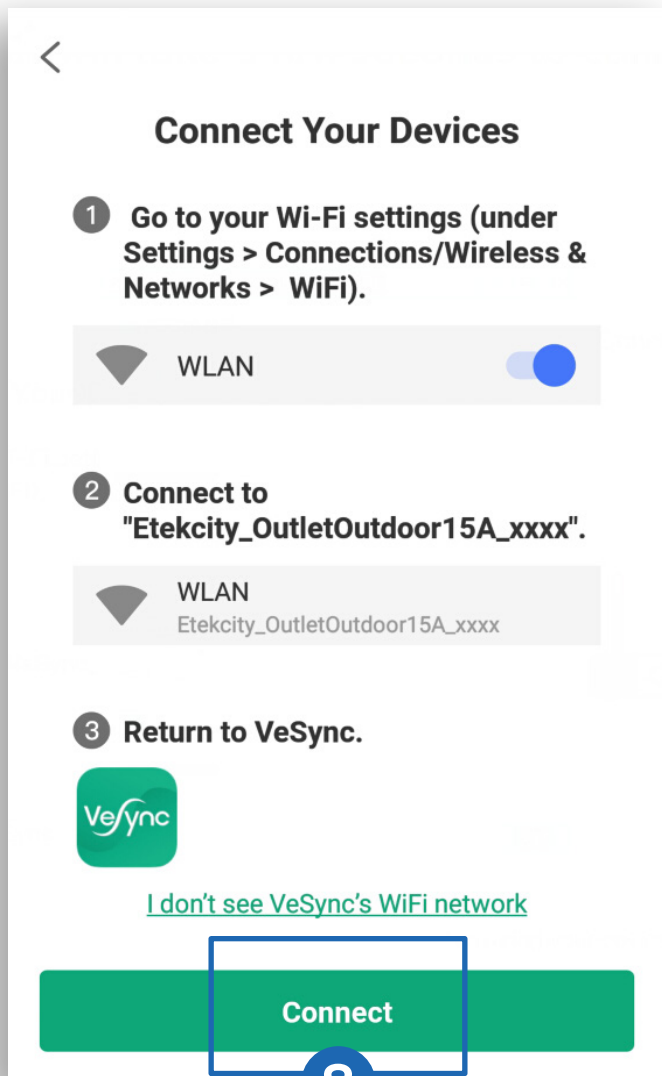 Connect Your Devices
1 Go to your Wi-Fi settings (under
Settings > Connections/Wireless &
Networks > WiFi).
WLAN
2 Connect to
"Etekcity_OutletOutdoor15A_xxxx".
WLAN
Etekcity_OutletOutdoor15A_xxxx
3 Return to VeSync.
VeSync
I don't see VeSync's WiFi network
Connect